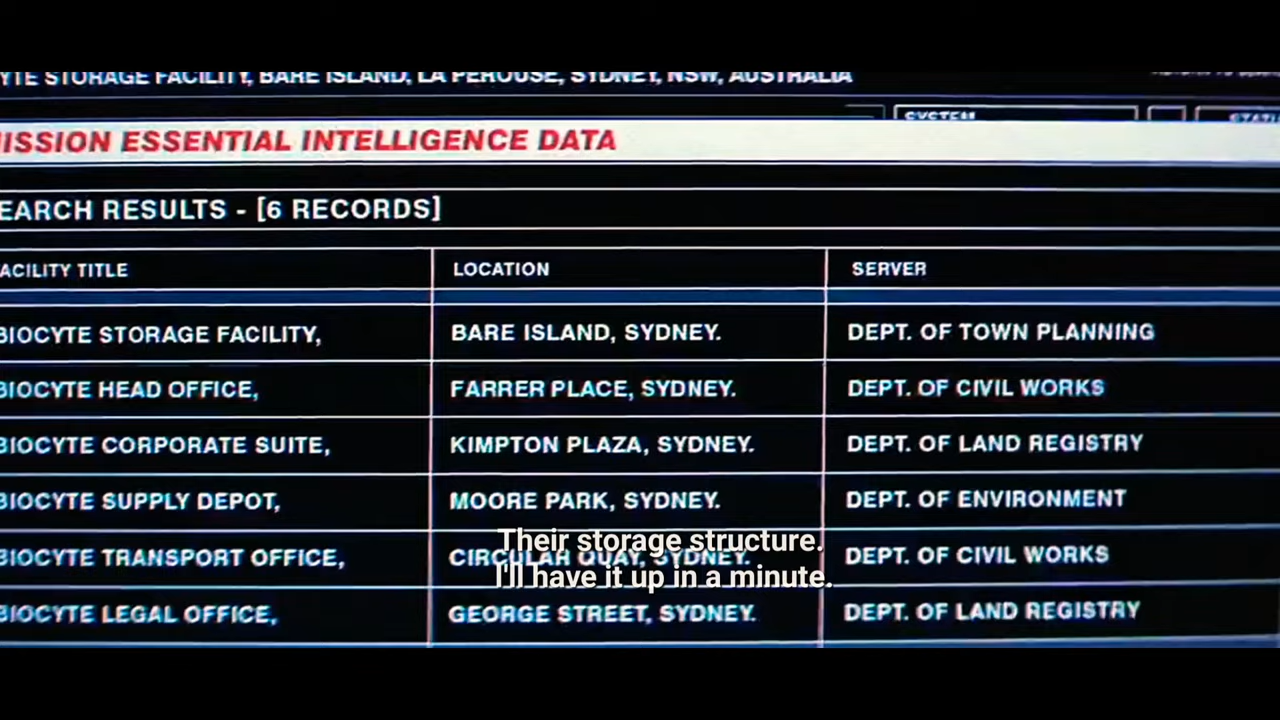 YTE STORAGE FACILITY, BARE ISLAND, LA PEROUSE, SYDNEY, NSW, AUSTRALIA
SYSTEM
ISSION ESSENTIAL INTELLIGENCE DATA
EARCH RESULTS - [6 RECORDS]
ACILITY TITLE LOCATION SERVER
BIOCYTE STORAGE FACILITY, BARE ISLAND, SYDNEY. DEPT. OF TOWN PLANNING
BIOCYTE HEAD OFFICE, FARRER PLACE, SYDNEY. DEPT. OF CIVIL WORKS
BIOCYTE CORPORATE SUITE, KIMPTON PLAZA, SYDNEY. DEPT. OF LAND REGISTRY
BIOCYTE SUPPLY DEPOT, MOORE PARK, SYDNEY. DEPT. OF ENVIRONMENT
BIOCYTE TRANSPORT OFFICE, CIRCULAR QUAY, SYDNEY. DEPT. OF CIVIL WORKS
BIOCYTE LEGAL OFFICE, GEORGE STREET, SYDNEY. DEPT. OF LAND REGISTRY
Their storage structure.
I'll have it up in a minute.